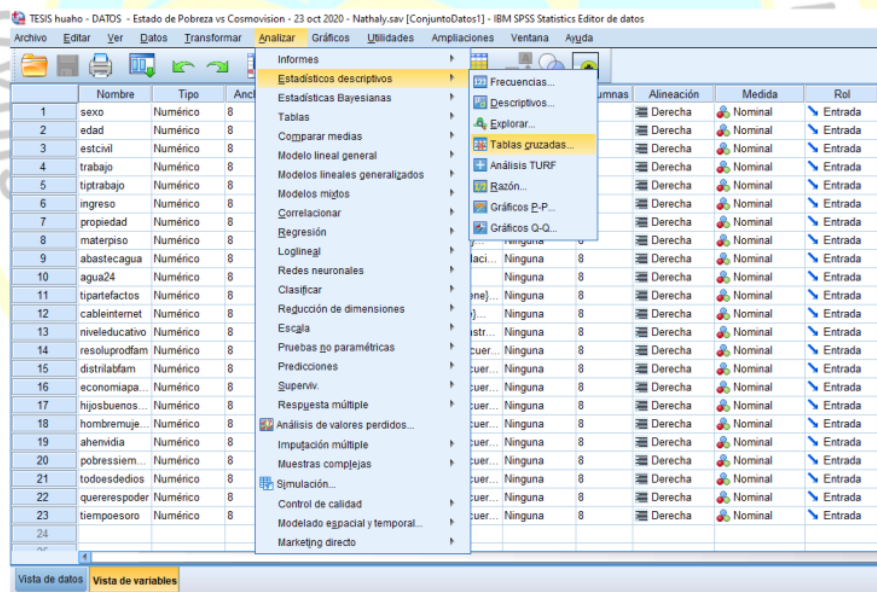 TESIS huaho - DATOS - Estado de Pobreza vs Cosmovision - 23 oct 2020 - Nathaly.sav [ConjuntoDatos1] - IBM SPSS Statistics Editor de datos
Archivo Editar Ver Datos Transformar Analizar Gráficos Utilidades Ampliaciones Ventana Ayuda
Informes
Estadísticos descriptivos
Estadísticas Bayesianas
Tablas
Comparar medias
Modelo lineal general
Modelos lineales generalizados
Modelos mixtos
Correlacionar
Regresión
Loglineal
Redes neuronales
Clasificar
Reducción de dimensiones
Escala
Pruebas no paramétricas
Predicciones
Superviv.
Respuesta múltiple
Análisis de valores perdidos...
Imputación múltiple
Muestras complejas
Simulación...
Control de calidad
Modelado espacial y temporal...
Marketing directo
Frecuencias...
Descriptivos...
Explorar...
Tablas cruzadas...
Análisis TURF
Razón...
Gráficos P-P...
Gráficos Q-Q...
Nombre Tipo Anch umnas Alineación Medida Rol
1 sexo Numérico 8 Derecha Nominal Entrada
2 edad Numérico 8 Derecha Nominal Entrada
3 estcivil Numérico 8 Derecha Nominal Entrada
4 trabajo Numérico 8 Derecha Nominal Entrada
5 tiptrabajo Numérico 8 Derecha Nominal Entrada
6 ingreso Numérico 8 Derecha Nominal Entrada
7 propiedad Numérico 8 Derecha Nominal Entrada
8 materpiso Numérico 8 Ninguna 8 Derecha Nominal Entrada
9 abastecagua Numérico 8 laci... Ninguna 8 Derecha Nominal Entrada
10 agua24 Numérico 8 Ninguna 8 Derecha Nominal Entrada
11 tipartefactos Numérico 8 ene}... Ninguna 8 Derecha Nominal Entrada
12 cableinternet Numérico 8 }... Ninguna 8 Derecha Nominal Entrada
13 niveleducativo Numérico 8 istr... Ninguna 8 Derecha Nominal Entrada
14 resoluprodfam Numérico 8 cuer... Ninguna 8 Derecha Nominal Entrada
15 distrilabfam Numérico 8 cuer... Ninguna 8 Derecha Nominal Entrada
16 economiapa... Numérico 8 cuer... Ninguna 8 Derecha Nominal Entrada
17 hijosbuenos... Numérico 8 cuer... Ninguna 8 Derecha Nominal Entrada
18 hombremuje... Numérico 8 cuer... Ninguna 8 Derecha Nominal Entrada
19 ahenvidia Numérico 8 cuer... Ninguna 8 Derecha Nominal Entrada
20 pobressiem... Numérico 8 cuer... Ninguna 8 Derecha Nominal Entrada
21 todoesdedios Numérico 8 cuer... Ninguna 8 Derecha Nominal Entrada
22 quererespoder Numérico 8 cuer... Ninguna 8 Derecha Nominal Entrada
23 tiempoesoro Numérico 8 cuer... Ninguna 8 Derecha Nominal Entrada
24
Vista de datos Vista de variables